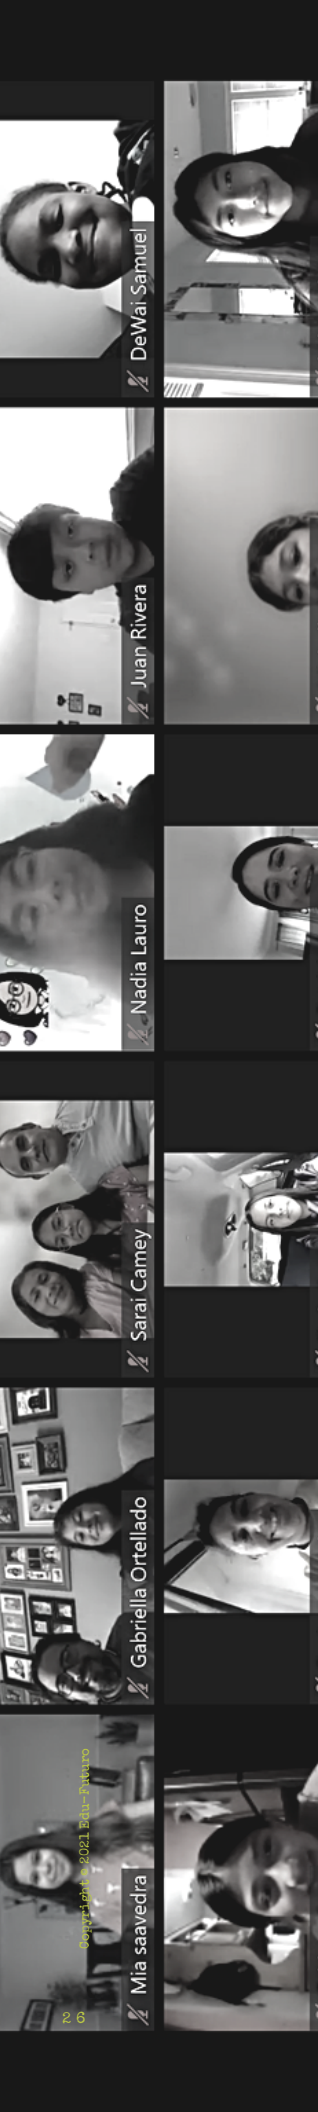 Mia saavedra
Gabriella Ortellado
Sarai Camey
Nadia Lauro
Juan Rivera
DeWai Samuel
Copyright © 2021 Edu-Futuro
26